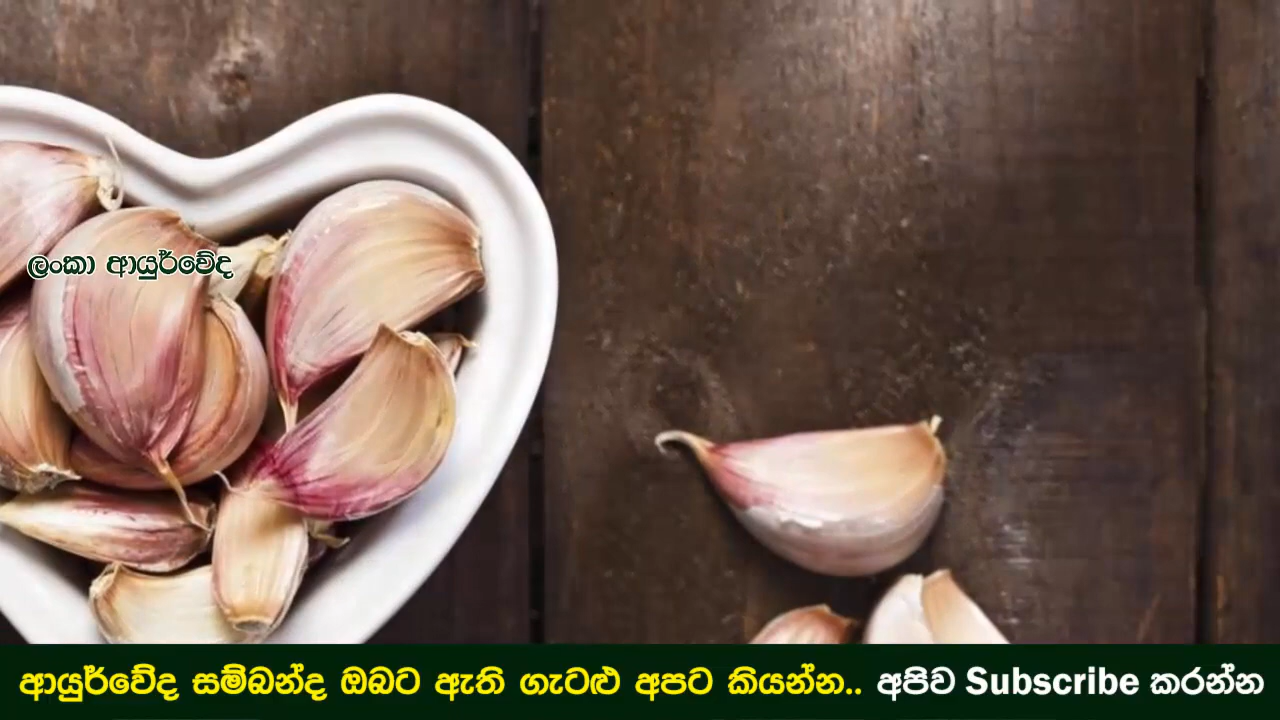 ලංකා ආයුර්වේද
ආයුර්වේද සම්බන්ද ඔබට ඇති ගැටළු අපට කියන්න.. අපිව Subscribe කරන්න